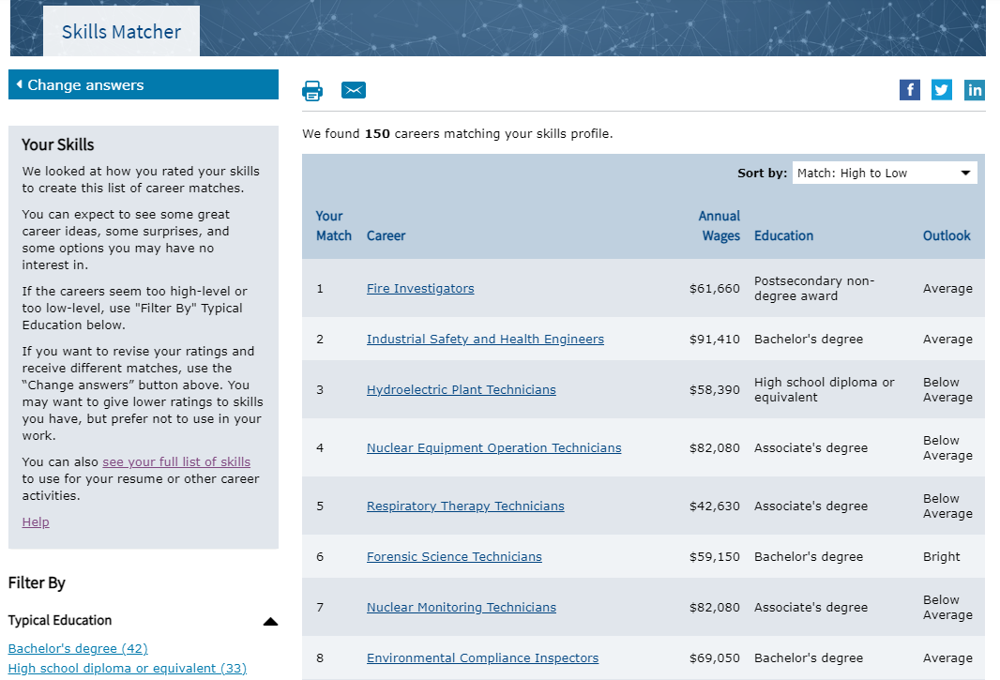 Skills Matcher
Change answers
f
in
Your Skills
We looked at how you rated your skills
to create this list of career matches.
You can expect to see some great
career ideas, some surprises, and
some options you may have no
interest in.
If the careers seem too high-level or
too low-level, use "Filter By" Typical
Education below.
If you want to revise your ratings and
receive different matches, use the
“Change answers” button above. You
may want to give lower ratings to skills
you have, but prefer not to use in your
work.
You can also see your full list of skills
to use for your resume or other career
activities.
Help
Filter By
Typical Education
Bachelor's degree (42)
High school diploma or equivalent (33)
We found 150 careers matching your skills profile.
Sort by: Match: High to Low
Your Match Career Annual Wages Education Outlook
1 Fire Investigators $61,660 Postsecondary non-degree award Average
2 Industrial Safety and Health Engineers $91,410 Bachelor's degree Average
3 Hydroelectric Plant Technicians $58,390 High school diploma or equivalent Below Average
4 Nuclear Equipment Operation Technicians $82,080 Associate's degree Below Average
5 Respiratory Therapy Technicians $42,630 Associate's degree Below Average
6 Forensic Science Technicians $59,150 Bachelor's degree Bright
7 Nuclear Monitoring Technicians $82,080 Associate's degree Below Average
8 Environmental Compliance Inspectors $69,050 Bachelor's degree Average